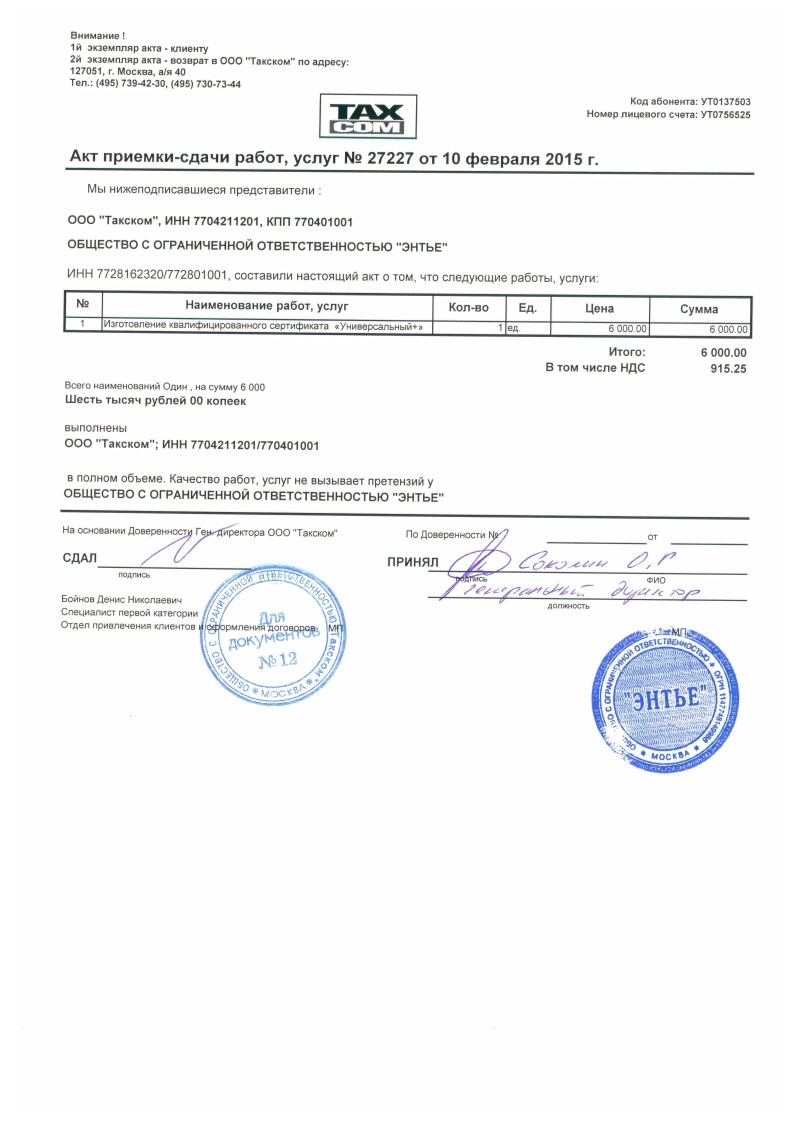 Внимание !
1й экземпляр акта - клиенту
2й экземпляр акта - возврат в ООО "Такском" по адресу:
127051, г. Москва, а/я 40
Тел.: (495) 739-42-30, (495) 730-73-44
Код абонента: УТ0137503
Номер лицевого счета: УТ0756525
TAX
COM
Акт приемки-сдачи работ, услуг № 27227 от 10 февраля 2015 г.
Мы нижеподписавшиеся представители :
ООО "Такском", ИНН 7704211201, КПП 770401001
ОБЩЕСТВО С ОГРАНИЧЕННОЙ ОТВЕТСТВЕННОСТЬЮ "ЭНТЬЕ"
ИНН 7728162320/772801001, составили настоящий акт о том, что следующие работы, услуги:
№ Наименование работ, услуг Кол-во Ед. Цена Сумма
1 Изготовление квалифицированного сертификата «Универсальный+» 1 ед. 6 000.00 6 000.00
Итого: 6 000.00
В том числе НДС 915.25
Всего наименований Один , на сумму 6 000
Шесть тысяч рублей 00 копеек
выполнены
ООО "Такском"; ИНН 7704211201/770401001
в полном объеме. Качество работ, услуг не вызывает претензий у
ОБЩЕСТВО С ОГРАНИЧЕННОЙ ОТВЕТСТВЕННОСТЬЮ "ЭНТЬЕ"
На основании Доверенности Ген. директора ООО "Такском" По Доверенности № от
СДАЛ ПРИНЯЛ Соколин О,Г
подпись подпись ФИО
генеральный директор
должность
Бойнов Денис Николаевич
Специалист первой категории
Отдел привлечения клиентов и оформления договоров МП
ОБЩЕСТВО С ОГРАНИЧЕННОЙ ОТВЕТСТВЕННОСТЬЮ "Такском" * МОСКВА *
Для
документов
№ 12
МП
С ОГРАНИЧЕННОЙ ОТВЕТСТВЕННОСТЬЮ * ОГРН * МОСКВА *
"ЭНТЬЕ"